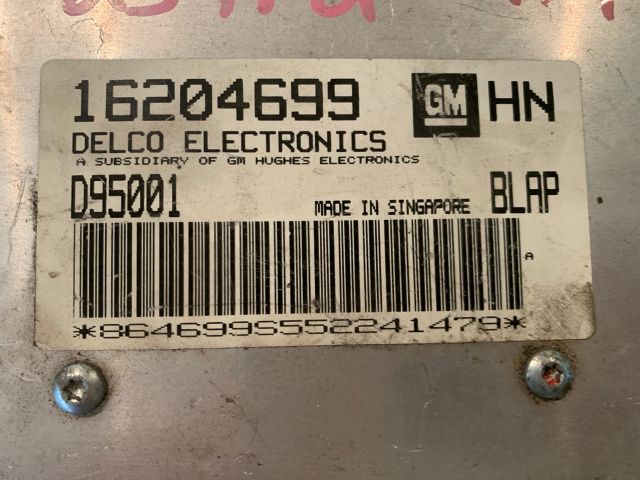 16204699 GM HN
DELCO ELECTRONICS
A SUBSIDIARY OF GM HUGHES ELECTRONICS
D95001 MADE IN SINGAPORE BLAP
A
*864699S552241479*